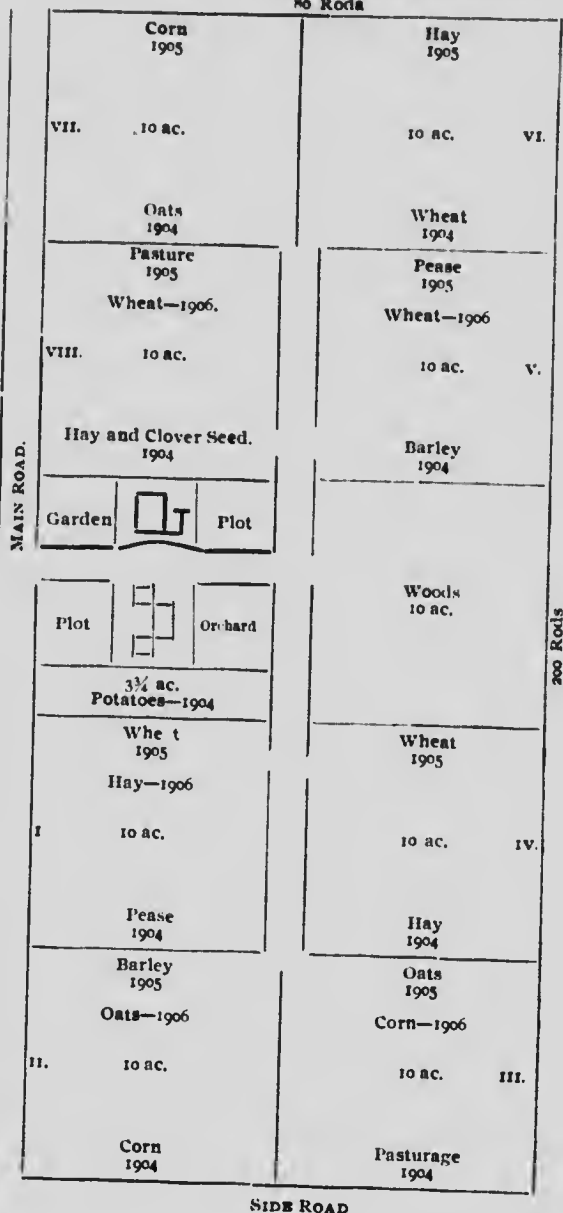 80 Roda
Corn
1905
VII. 10 ac.
Oats
1904
Hay
1905
10 ac. VI.
Wheat
1904
Pasture
1905
Wheat—1906.
VIII. 10 ac.
Hay and Clover Seed.
1904
Pease
1905
Wheat—1906
10 ac. V.
Barley
1904
MAIN ROAD.
Garden Plot
Woods
10 ac.
200 Rods
Plot Orchard
3¾ ac.
Potatoes—1904
Whe t
1905
Hay—1906
I 10 ac.
Pease
1904
Wheat
1905
10 ac. IV.
Hay
1904
Barley
1905
Oats—1906
II. 10 ac.
Corn
1904
Oats
1905
Corn—1906
10 ac. III.
Pasturage
1904
SIDE ROAD